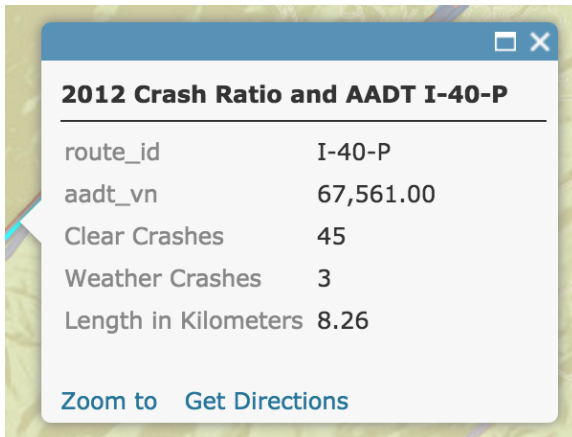 2012 Crash Ratio and AADT I-40-P
route_id I-40-P
aadt_vn 67,561.00
Clear Crashes 45
Weather Crashes 3
Length in Kilometers 8.26
Zoom to Get Directions